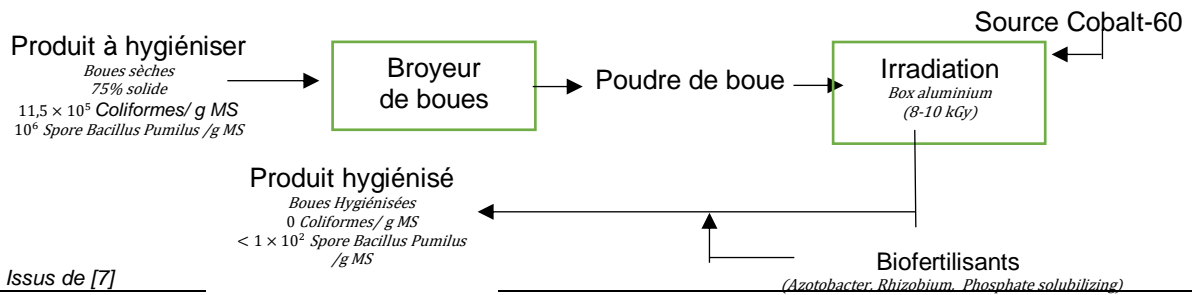 Source Cobalt-60
Produit à hygiéniser
Boues sèches
75% solide
11,5 × 10⁵ Coliformes/ g MS
10⁶ Spore Bacillus Pumilus /g MS
Broyeur
de boues
Poudre de boue
Irradiation
Box aluminium
(8-10 kGy)
Produit hygiénisé
Boues Hygiénisées
0 Coliformes/ g MS
< 1 × 10² Spore Bacillus Pumilus
/g MS
Biofertilisants
(Azotobacter, Rhizobium, Phosphate solubilizing)
Issus de [7]